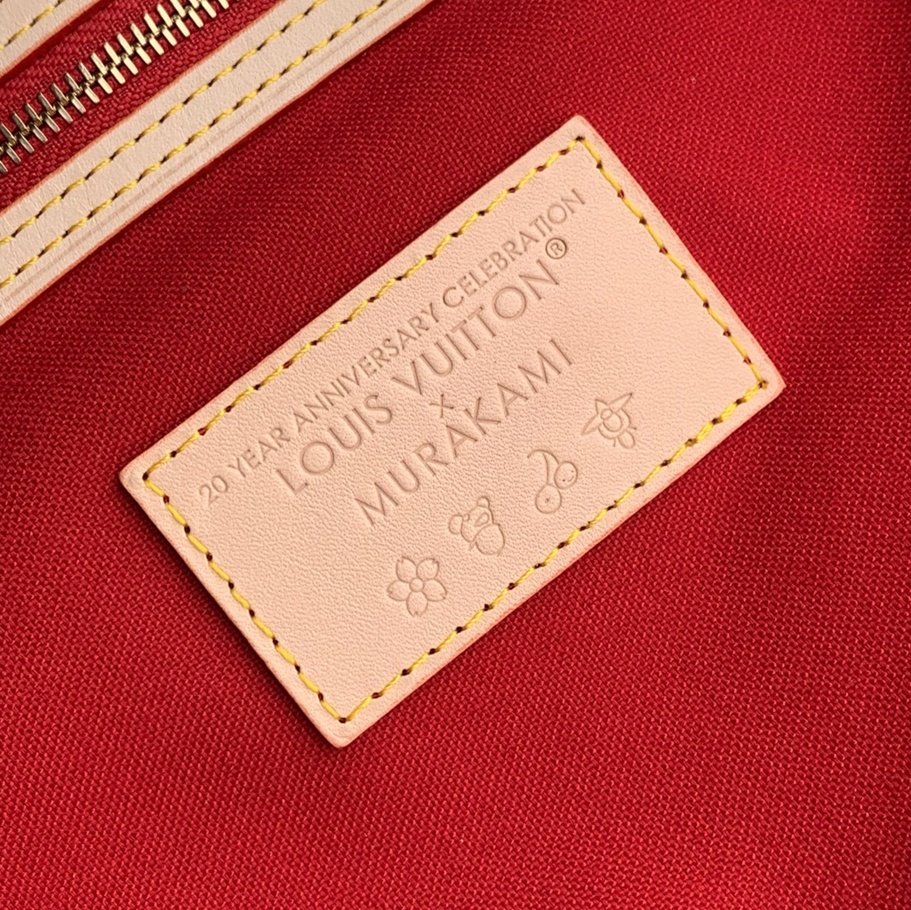 20 YEAR ANNIVERSARY CELEBRATION
LOUIS VUITTON®
X
MURAKAMI